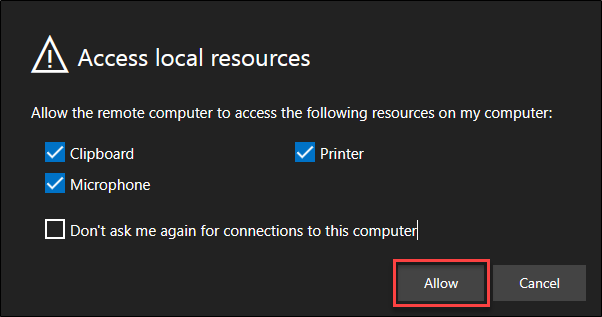 Access local resources
Allow the remote computer to access the following resources on my computer:
Clipboard Printer
Microphone
Don't ask me again for connections to this computer
Allow Cancel